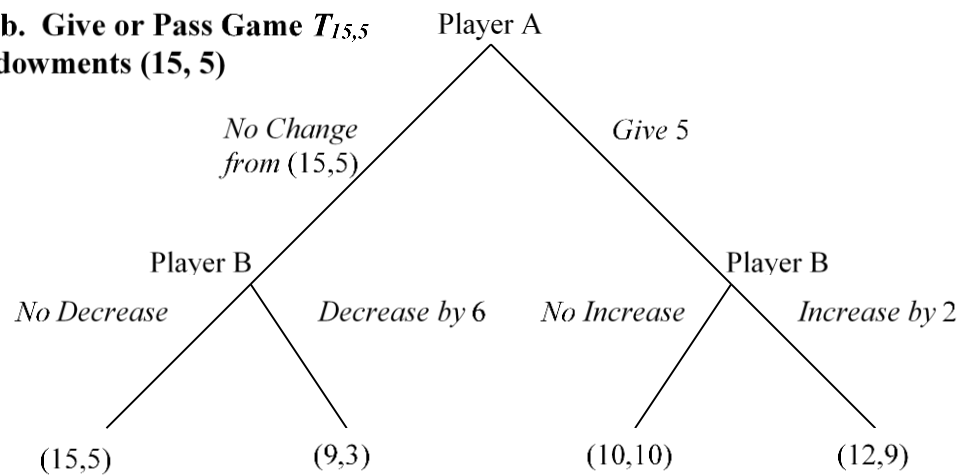 b. Give or Pass Game T15,5
dowments (15, 5)
Player A
No Change
from (15,5)
Give 5
Player B
Player B
No Decrease
Decrease by 6
No Increase
Increase by 2
(15,5)
(9,3)
(10,10)
(12,9)